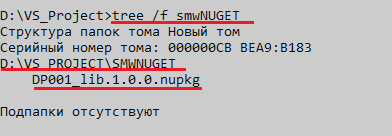 D:\VS_Project>tree /f smwNUGET
Структура папок тома Новый том
Серийный номер тома: 000000CB BEA9:B183
D:\VS_PROJECT\SMWNUGET
    DP001_lib.1.0.0.nupkg
Подпапки отсутствуют